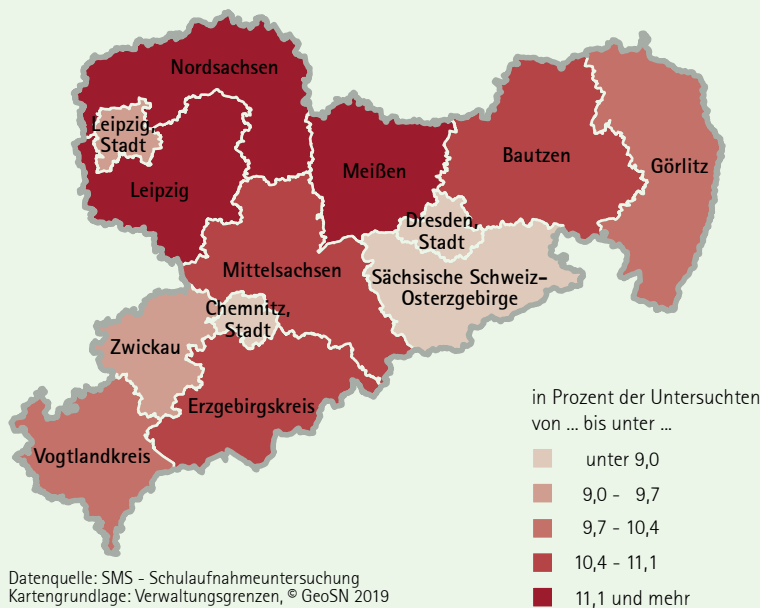 Nordsachsen
Leipzig,
Stadt
Leipzig
Meißen
Bautzen
Görlitz
Dresden,
Stadt
Mittelsachsen
Sächsische Schweiz-
Osterzgebirge
Chemnitz,
Stadt
Zwickau
Erzgebirgskreis
Vogtlandkreis
in Prozent der Untersuchten
von ... bis unter ...
unter 9,0
9,0 - 9,7
9,7 - 10,4
10,4 - 11,1
11,1 und mehr
Datenquelle: SMS - Schulaufnahmeuntersuchung
Kartengrundlage: Verwaltungsgrenzen, © GeoSN 2019